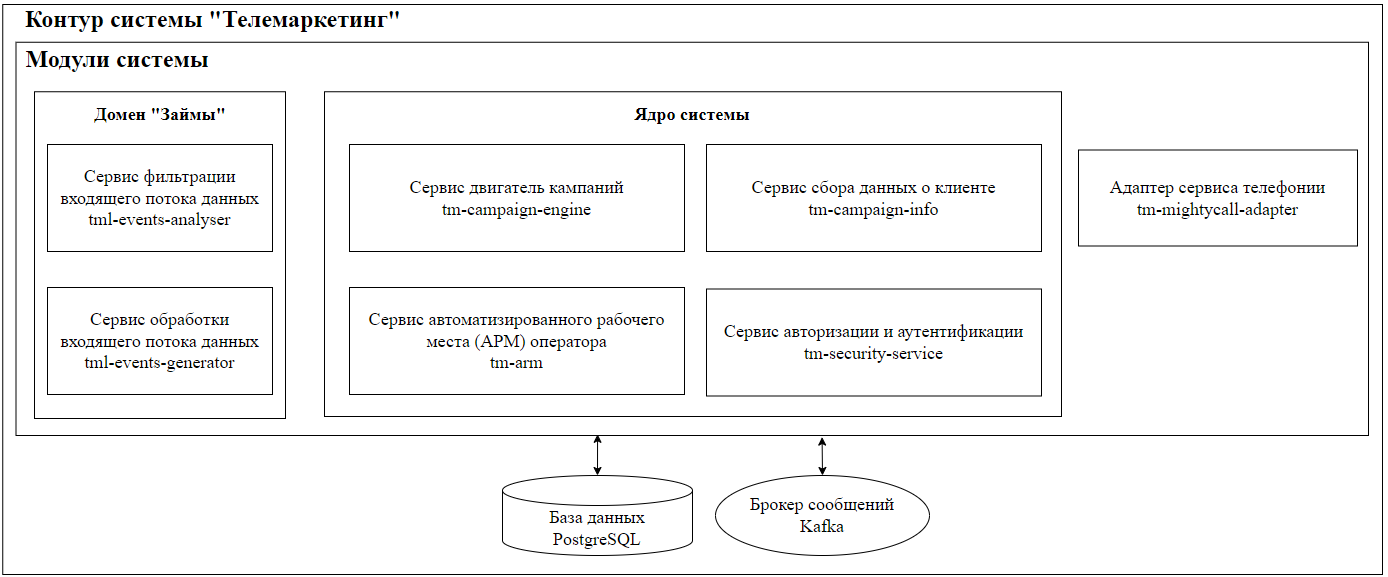 Контур системы "Телемаркетинг"
Модули системы
Домен "Займы"
Сервис фильтрации
входящего потока данных
tml-events-analyser
Сервис обработки
входящего потока данных
tml-events-generator
Ядро системы
Сервис двигатель кампаний
tm-campaign-engine
Сервис сбора данных о клиенте
tm-campaign-info
Сервис автоматизированного рабочего
места (АРМ) оператора
tm-arm
Сервис авторизации и аутентификации
tm-security-service
Адаптер сервиса телефонии
tm-mightycall-adapter
База данных
PostgreSQL
Брокер сообщений
Kafka